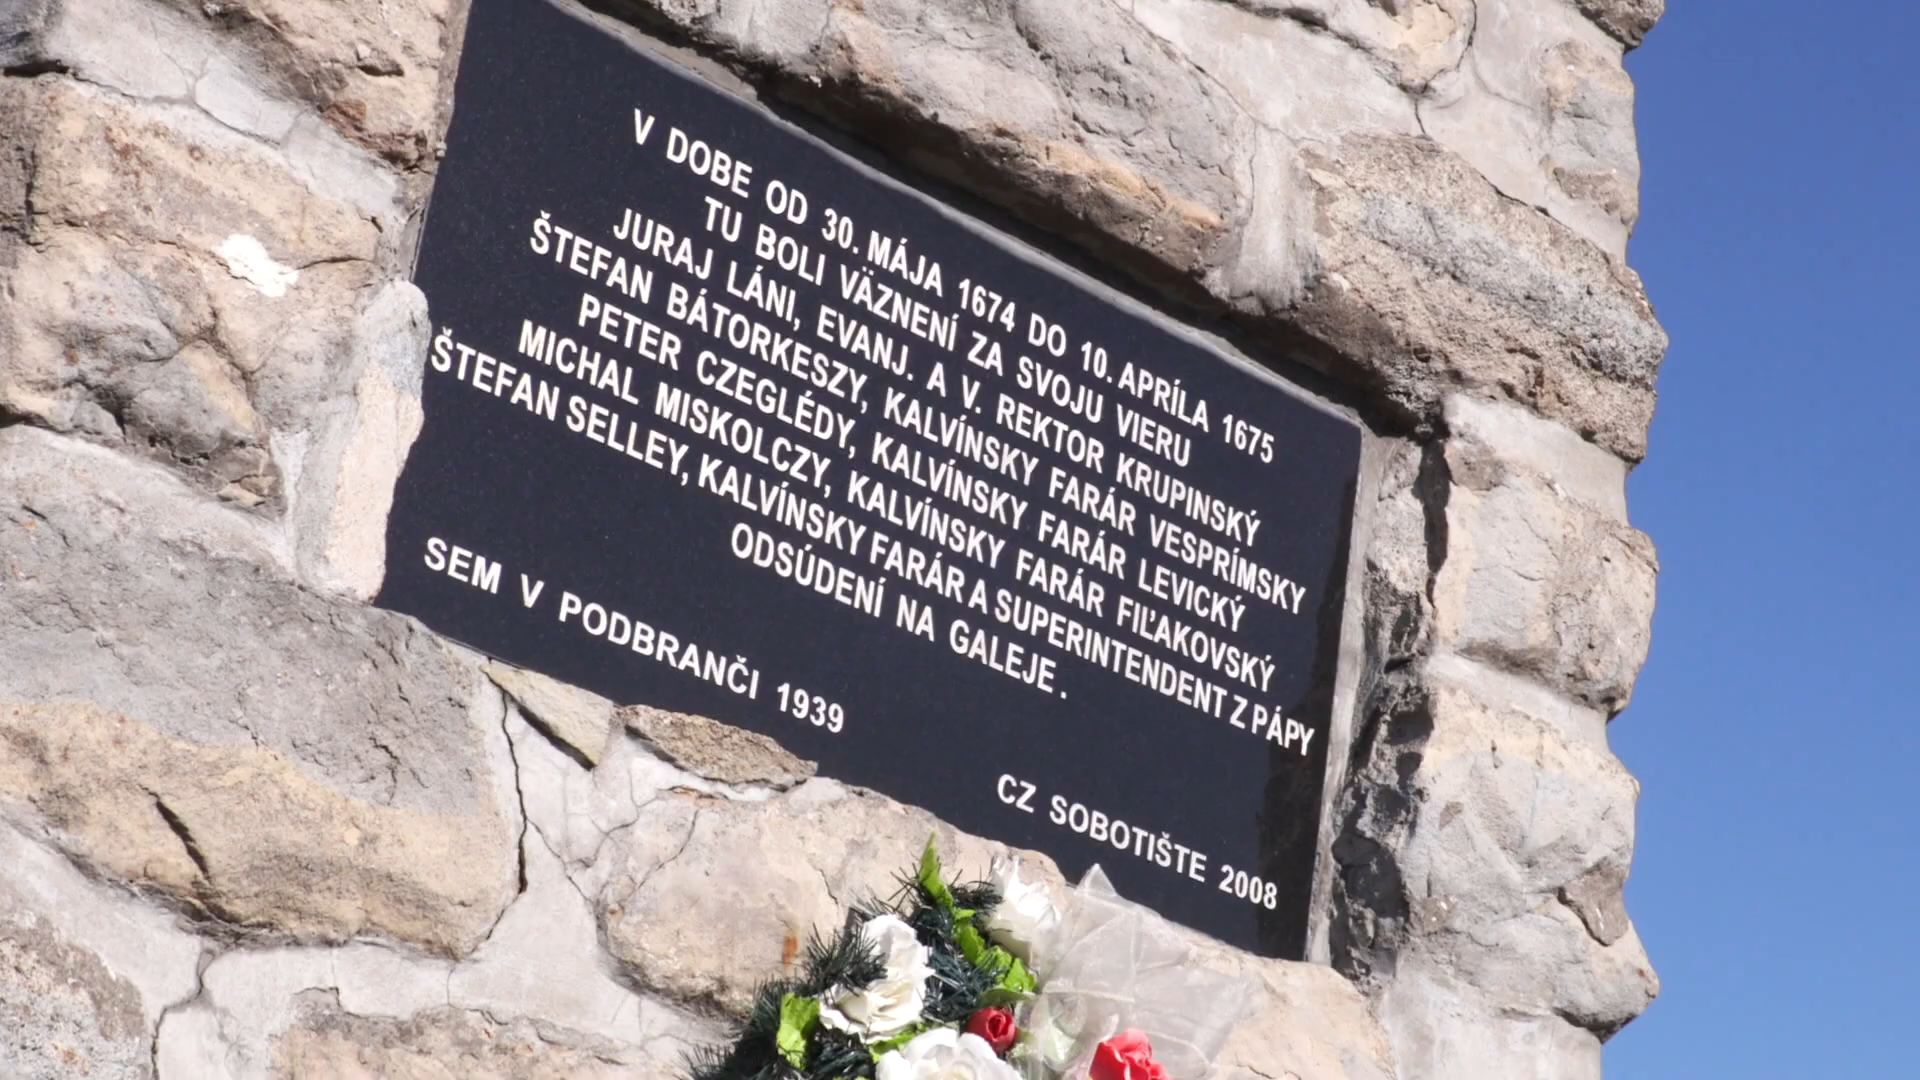 V DOBE OD 30. MÁJA 1674 DO 10. APRÍLA 1675
TU BOLI VÄZNENÍ ZA SVOJU VIERU
JURAJ LÁNI, EVANJ. A V. REKTOR KRUPINSKÝ
ŠTEFAN BÁTORKESZY, KALVÍNSKY FARÁR VESPRÍMSKY
PETER CZEGLÉDY, KALVÍNSKY FARÁR LEVICKÝ
MICHAL MISKOLCZY, KALVÍNSKY FARÁR FIĽAKOVSKÝ
ŠTEFAN SELLEY, KALVÍNSKY FARÁR A SUPERINTENDENT Z PÁPY
ODSÚDENÍ NA GALEJE.
SEM V PODBRANČI 1939
CZ SOBOTIŠTE 2008